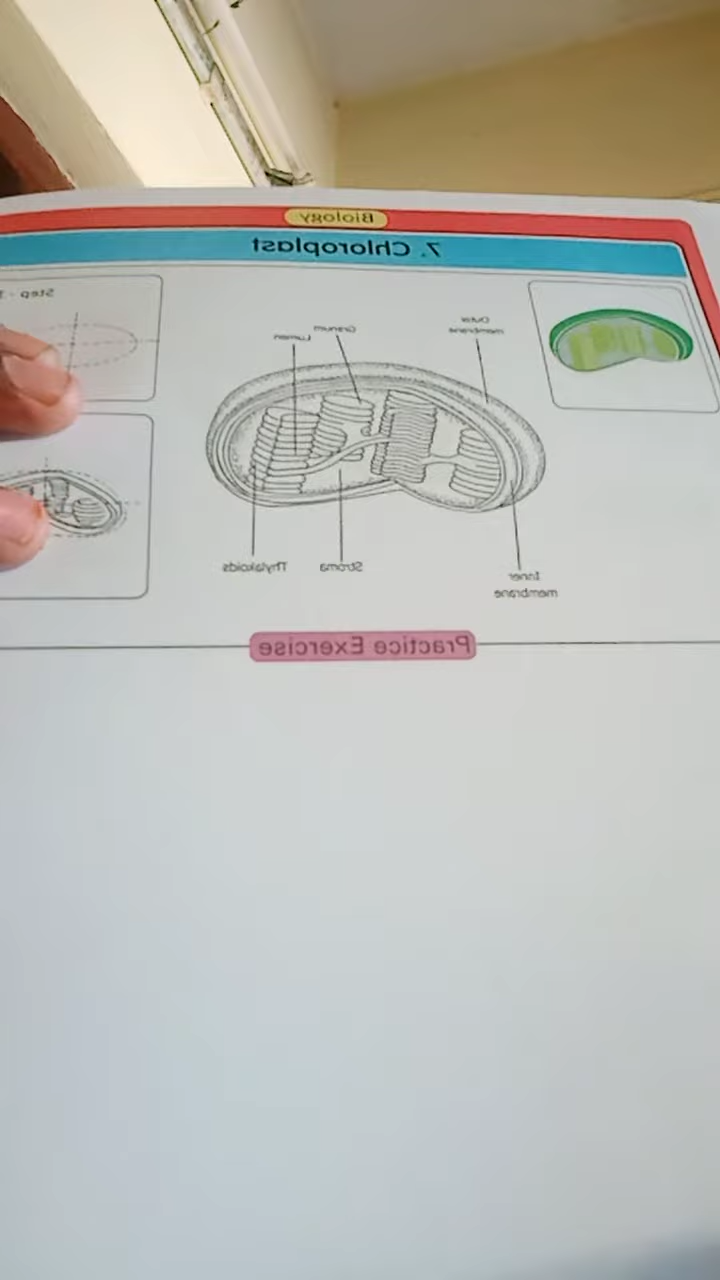 Biology
7. Chloroplast
Outer
membrane
Granum
Lumen
Step - 1
Inner
membrane
Stroma
Thylakoids
Practice Exercise